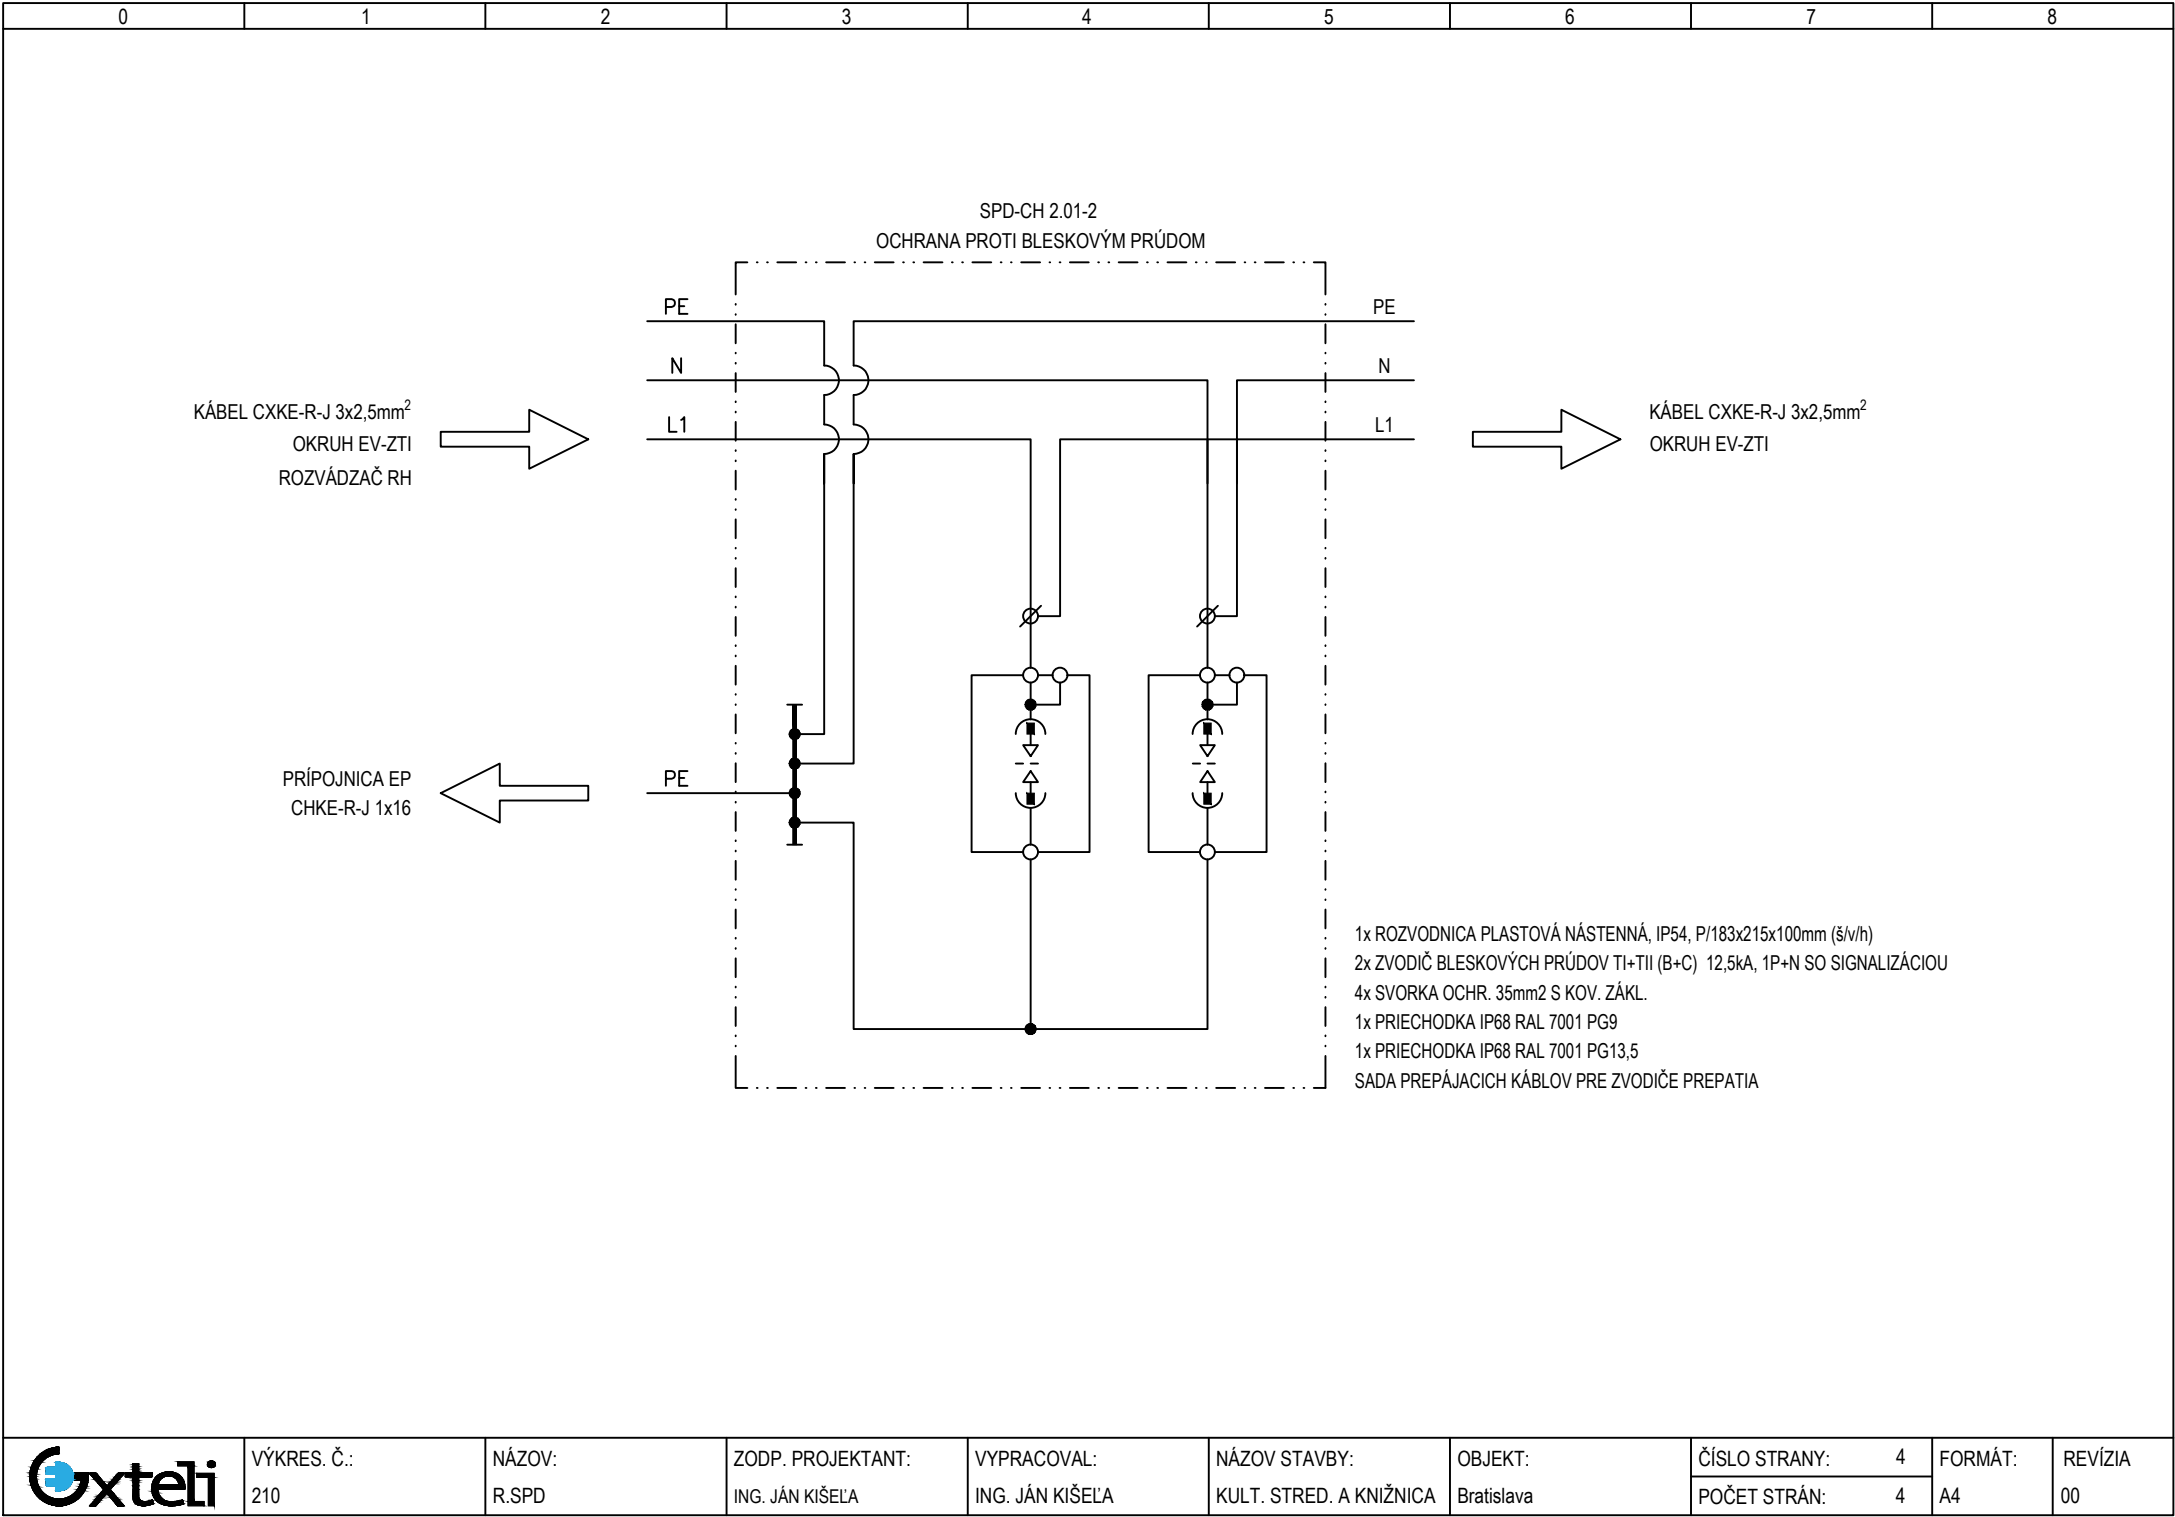 0 1 2 3 4 5 6 7 8
SPD-CH 2.01-2
OCHRANA PROTI BLESKOVÝM PRÚDOM
PE PE
N N
L1 L1
KÁBEL CXKE-R-J 3x2,5mm²
OKRUH EV-ZTI
ROZVÁDZAČ RH
KÁBEL CXKE-R-J 3x2,5mm²
OKRUH EV-ZTI
PRÍPOJNICA EP
CHKE-R-J 1x16
PE
1x ROZVODNICA PLASTOVÁ NÁSTENNÁ, IP54, P/183x215x100mm (š/v/h)
2x ZVODIČ BLESKOVÝCH PRÚDOV TI+TII (B+C) 12,5kA, 1P+N SO SIGNALIZÁCIOU
4x SVORKA OCHR. 35mm2 S KOV. ZÁKL.
1x PRIECHODKA IP68 RAL 7001 PG9
1x PRIECHODKA IP68 RAL 7001 PG13,5
SADA PREPÁJACICH KÁBLOV PRE ZVODIČE PREPATIA
exteli
VÝKRES. Č.:
210
NÁZOV:
R.SPD
ZODP. PROJEKTANT:
ING. JÁN KIŠEĽA
VYPRACOVAL:
ING. JÁN KIŠEĽA
NÁZOV STAVBY:
KULT. STRED. A KNIŽNICA
OBJEKT:
Bratislava
ČÍSLO STRANY: 4
POČET STRÁN: 4
FORMÁT:
A4
REVÍZIA
00